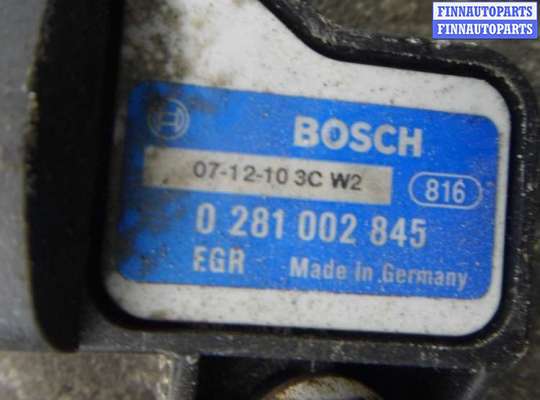 FINNAUTOPARTS
FINNAUTOPARTS
BOSCH
07-12-10 3C W2
816
0 281 002 845
EGR Made in Germany